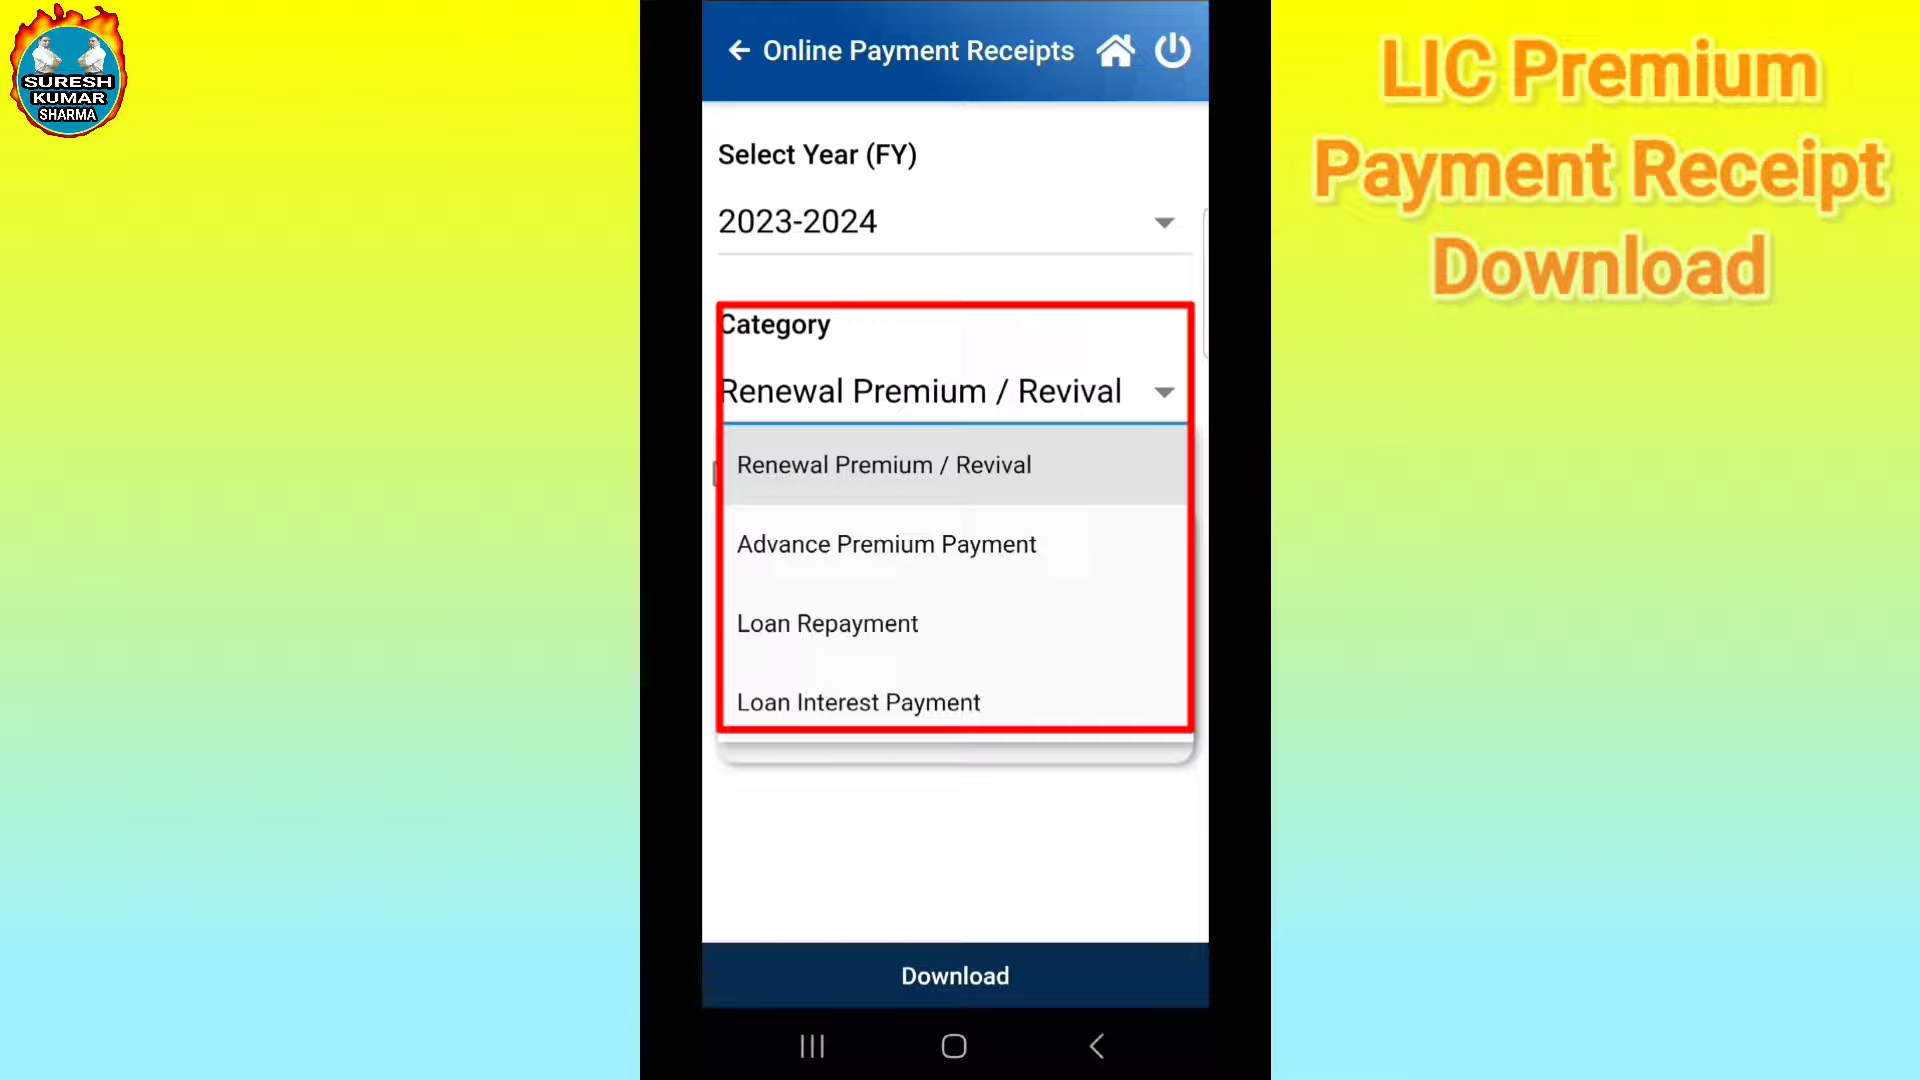 SURESH
KUMAR
SHARMA
Online Payment Receipts
Select Year (FY)
2023-2024
Category
Renewal Premium / Revival
Renewal Premium / Revival
Advance Premium Payment
Loan Repayment
Loan Interest Payment
Download
LIC Premium
Payment Receipt
Download